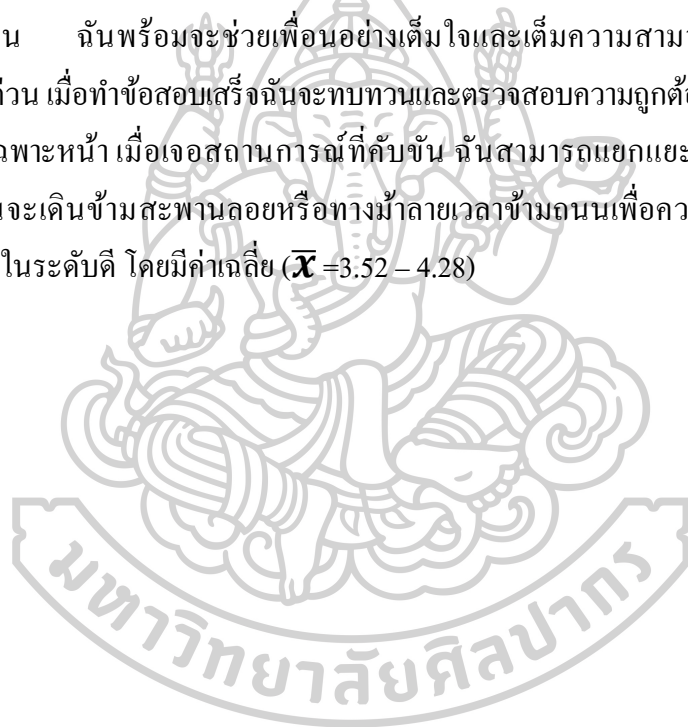 น ฉันพร้อมจะช่วยเพื่อนอย่างเต็มใจและเต็มความสามา
ด่วน เมื่อทำข้อสอบเสร็จฉันจะทบทวนและตรวจสอบความถูกต้อ
ฉพาะหน้า เมื่อเจอสถานการณ์ที่คับขัน ฉันสามารถแยกแยะ
นจะเดินข้ามสะพานลอยหรือทางม้าลายเวลาข้ามถนนเพื่อคว
ในระดับดี โดยมีค่าเฉลี่ย (x̅ =3.52 – 4.28)
มหาวิทยาลัยศิลปากร